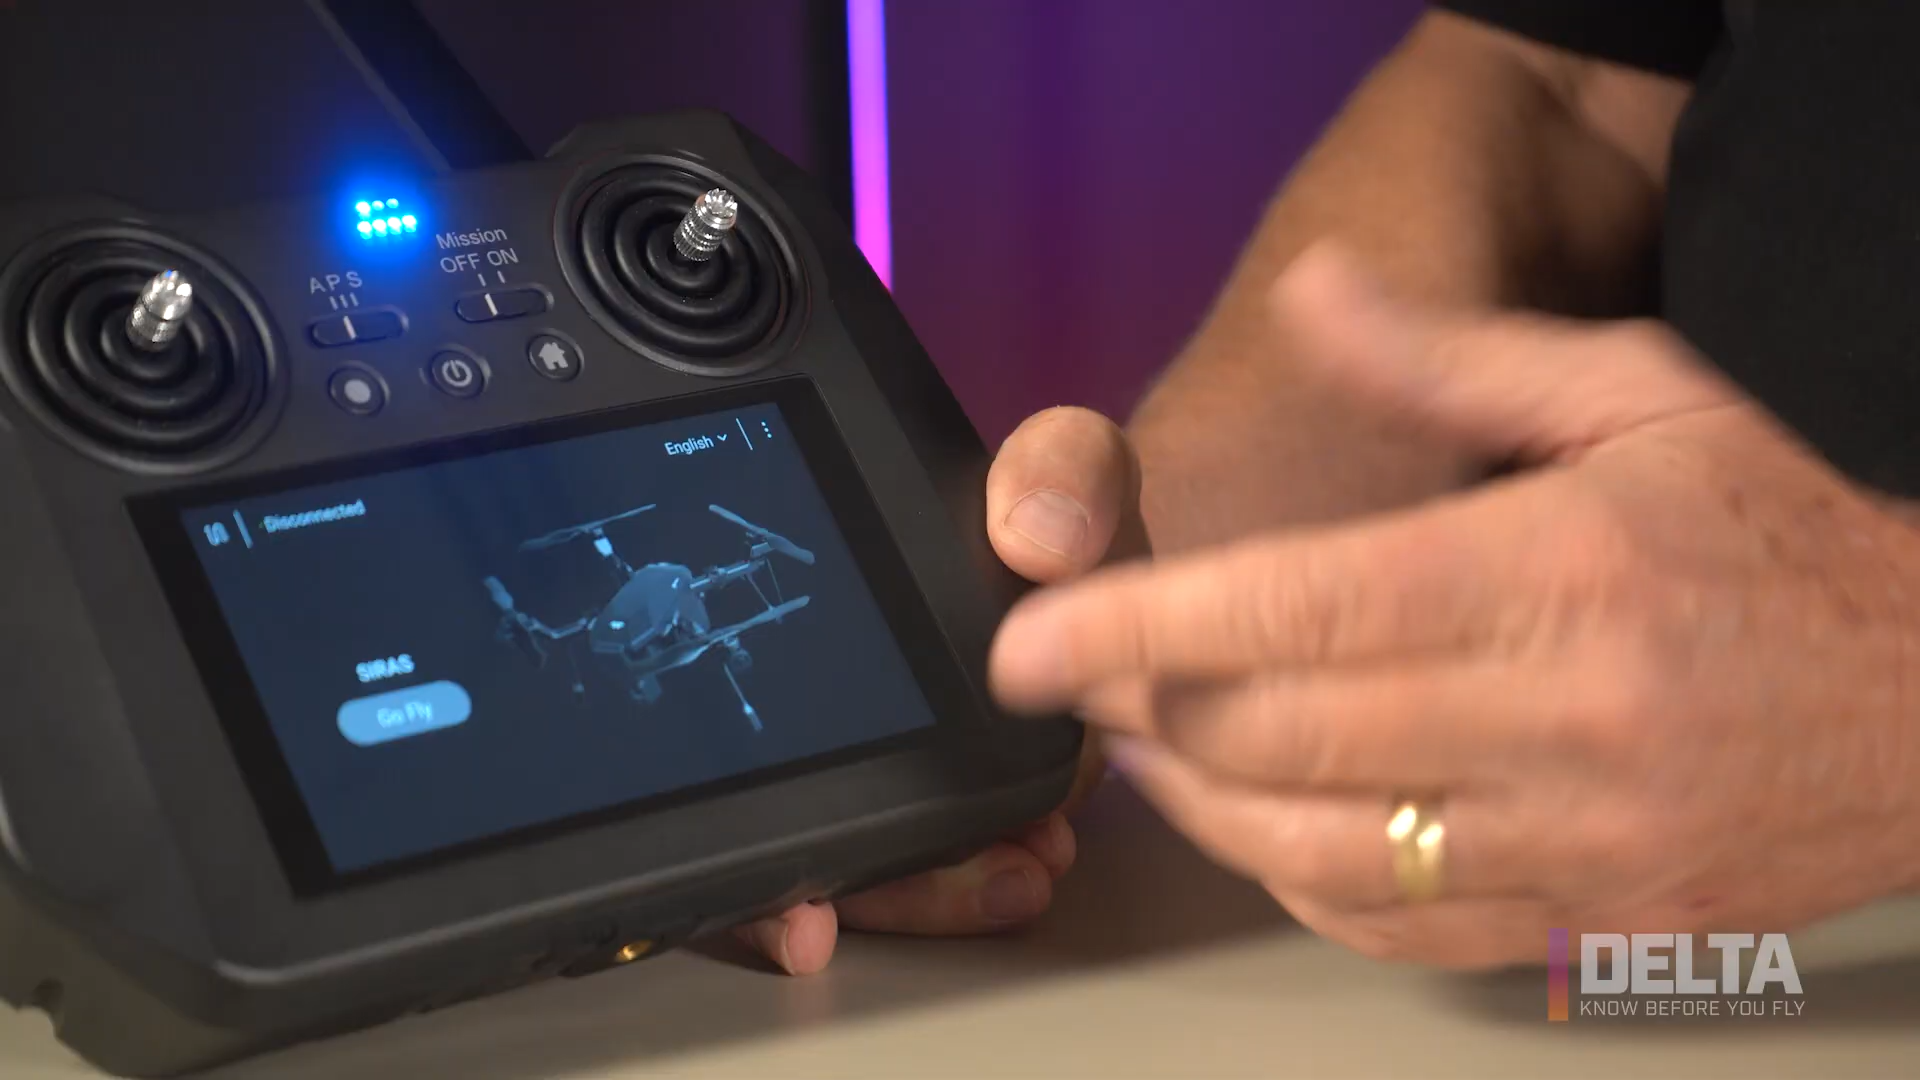 Mission
OFF ON
A P S
English
Disconnected
SIRAS
Go Fly
DELTA
KNOW BEFORE YOU FLY